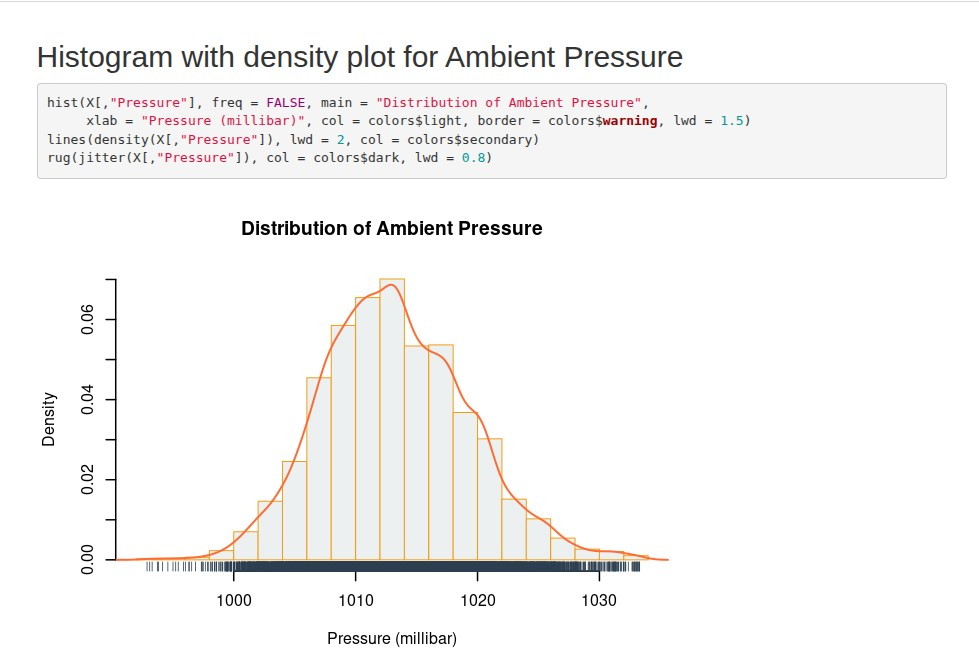 Histogram with density plot for Ambient Pressure
hist(X[,"Pressure"], freq = FALSE, main = "Distribution of Ambient Pressure",
     xlab = "Pressure (millibar)", col = colors$light, border = colors$warning, lwd = 1.5)
lines(density(X[,"Pressure"]), lwd = 2, col = colors$secondary)
rug(jitter(X[,"Pressure"]), col = colors$dark, lwd = 0.8)
Distribution of Ambient Pressure
Density
0.06
0.04
0.02
0.00
1000 1010 1020 1030
Pressure (millibar)